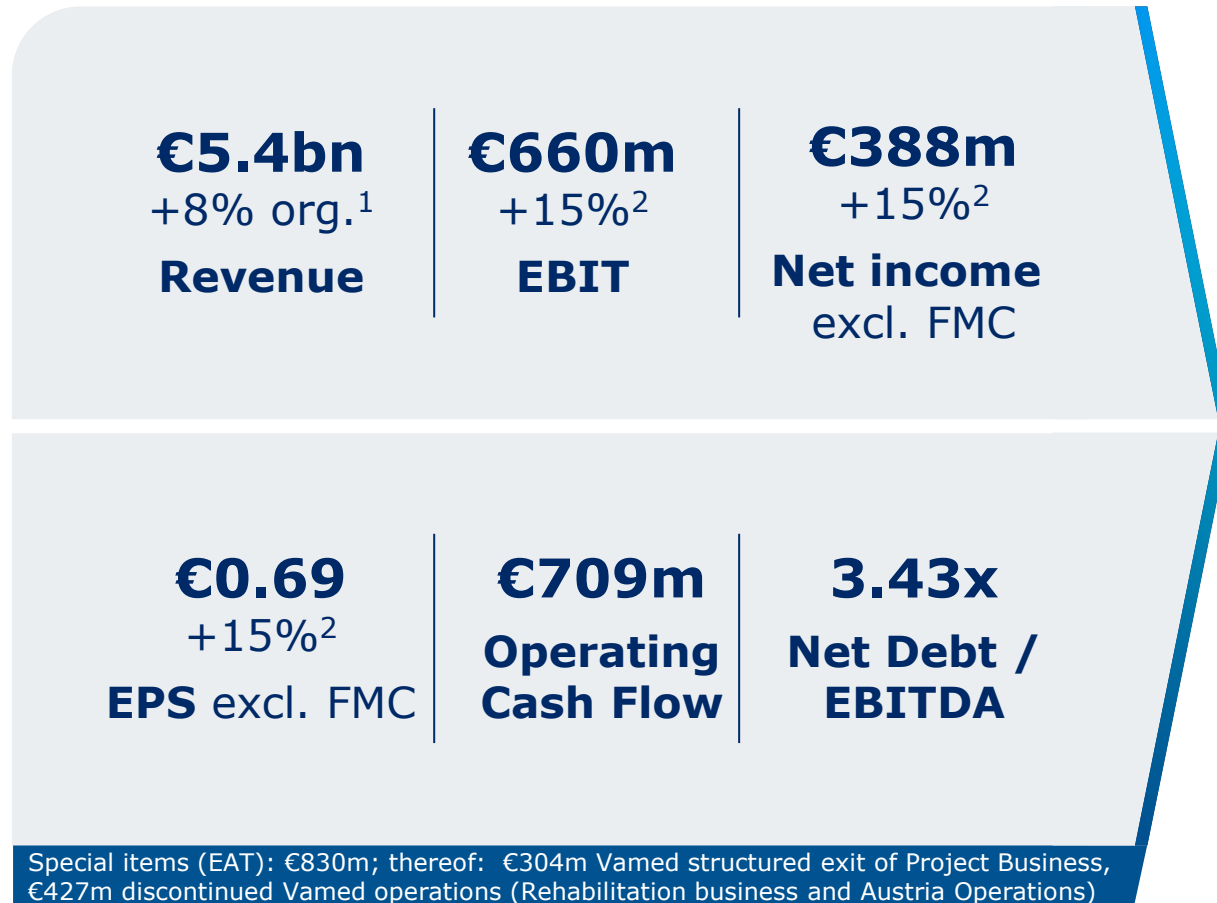 €5.4bn
+8% org.¹
Revenue
€660m
+15%²
EBIT
€388m
+15%²
Net income
excl. FMC
€0.69
+15%²
EPS excl. FMC
€709m
Operating
Cash Flow
3.43x
Net Debt /
EBITDA
Special items (EAT): €830m; thereof: €304m Vamed structured exit of Project Business,
€427m discontinued Vamed operations (Rehabilitation business and Austria Operations)